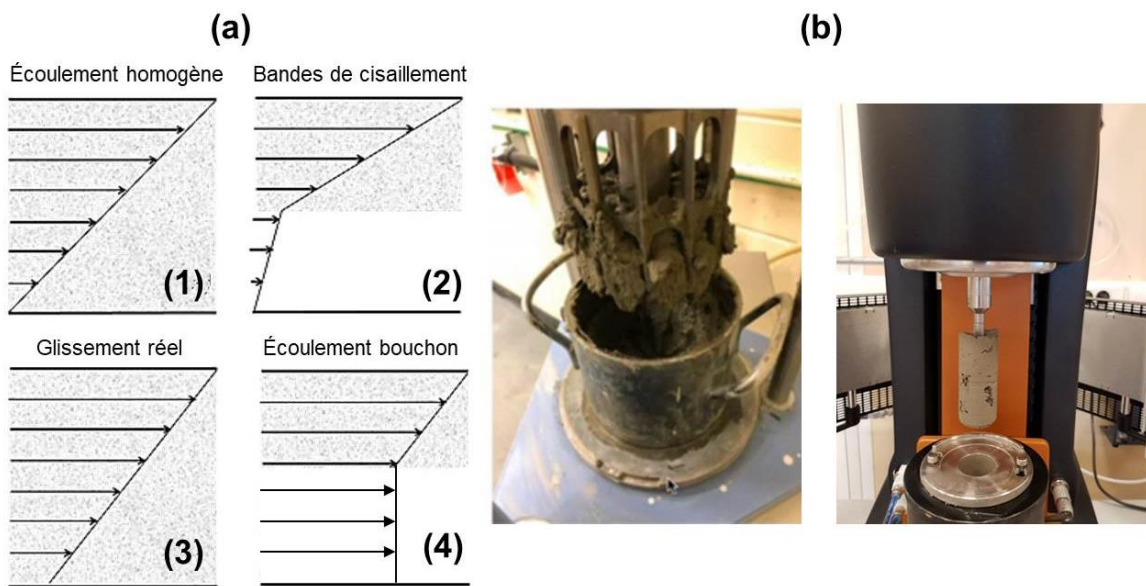 (a)
(b)
Écoulement homogène
Bandes de cisaillement
(1)
(2)
Glissement réel
Écoulement bouchon
(3)
(4)